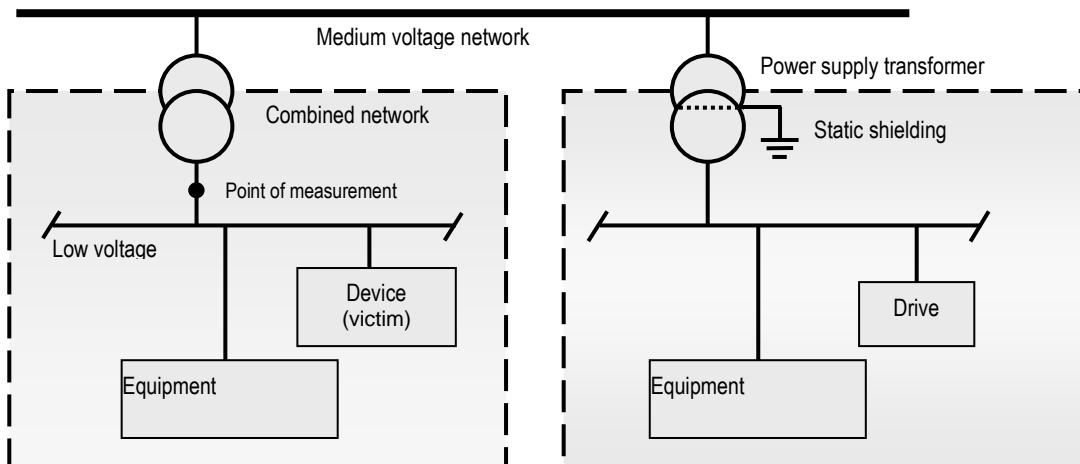 Medium voltage network
Power supply transformer
Combined network
Static shielding
Point of measurement
Low voltage
Device
(victim)
Drive
Equipment
Equipment